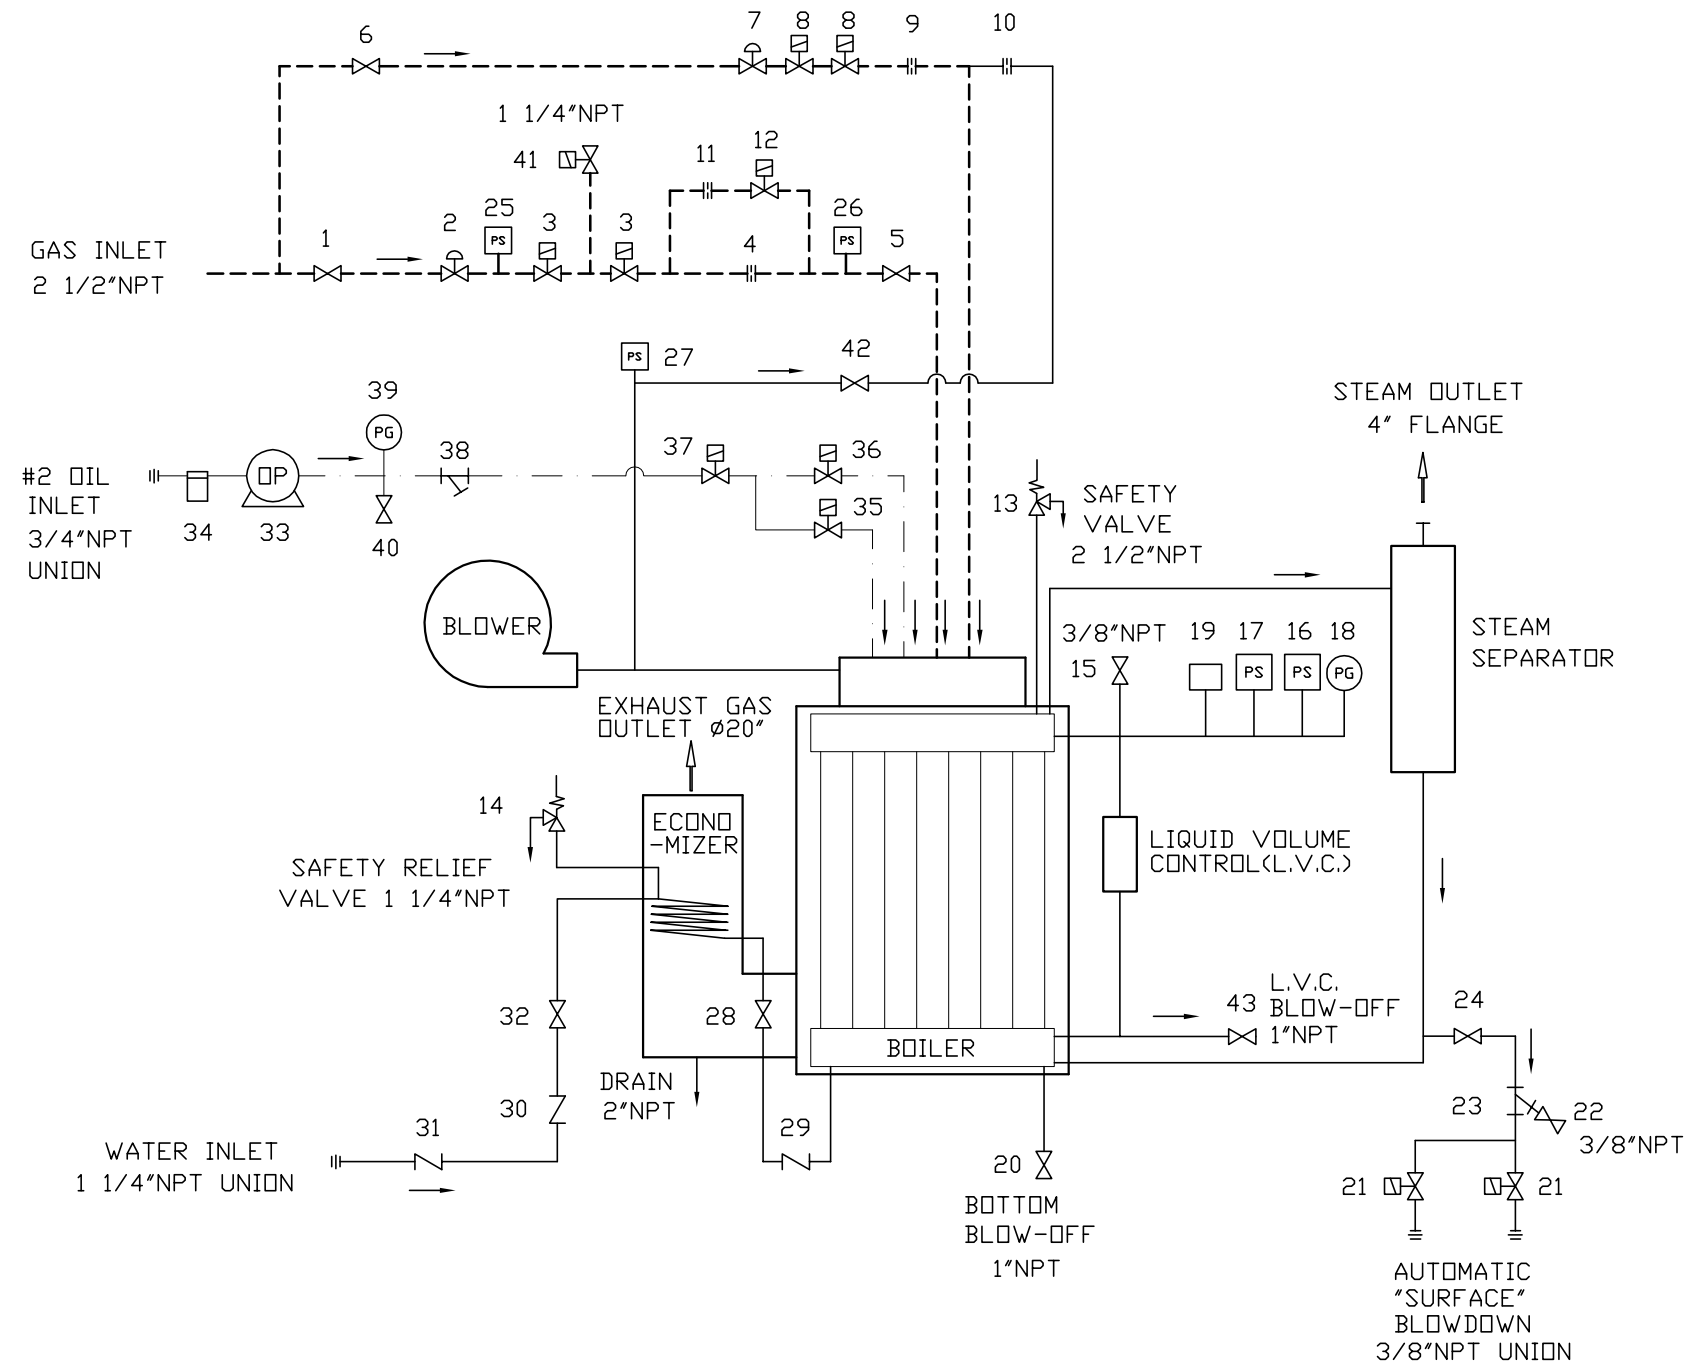 6
7
8
8
9
10
1 1/4"NPT
41
11
12
25
26
2
3
3
4
5
1
GAS INLET
2 1/2"NPT
PS
PS
PS
27
42
39
PG
38
37
36
35
#2 OIL
INLET
3/4"NPT
UNION
OP
34
33
40
STEAM OUTLET
4" FLANGE
13
SAFETY
VALVE
2 1/2"NPT
BLOWER
3/8"NPT
15
19
17
16
18
PS
PS
PG
STEAM
SEPARATOR
EXHAUST GAS
OUTLET ø20"
14
ECONO
-MIZER
SAFETY RELIEF
VALVE 1 1/4"NPT
LIQUID VOLUME
CONTROL(L.V.C.)
32
28
43
L.V.C.
BLOW-OFF
1"NPT
24
BOILER
DRAIN
2"NPT
30
31
29
WATER INLET
1 1/4"NPT UNION
20
BOTTOM
BLOW-OFF
1"NPT
23
22
3/8"NPT
21
21
AUTOMATIC
"SURFACE"
BLOWDOWN
3/8"NPT UNION